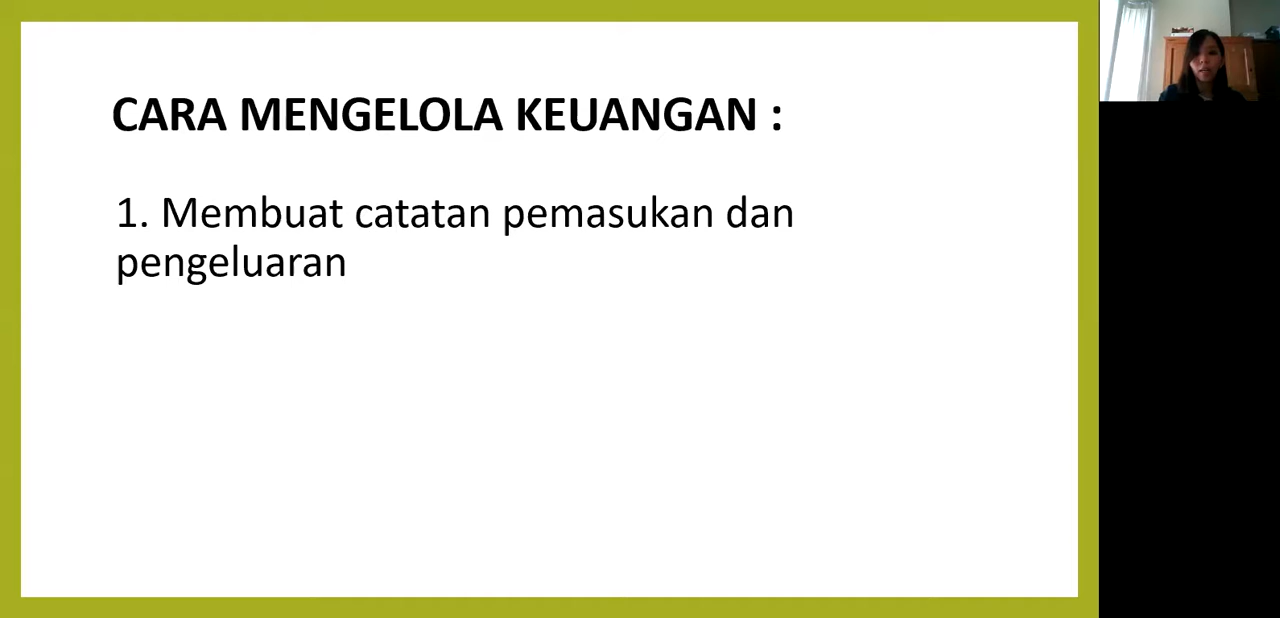 CARA MENGELOLA KEUANGAN :
1. Membuat catatan pemasukan dan
pengeluaran